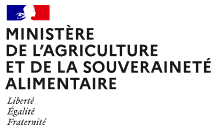 MINISTÈRE
DE L'AGRICULTURE
ET DE LA SOUVERAINETÉ
ALIMENTAIRE
Liberté
Égalité
Fraternité